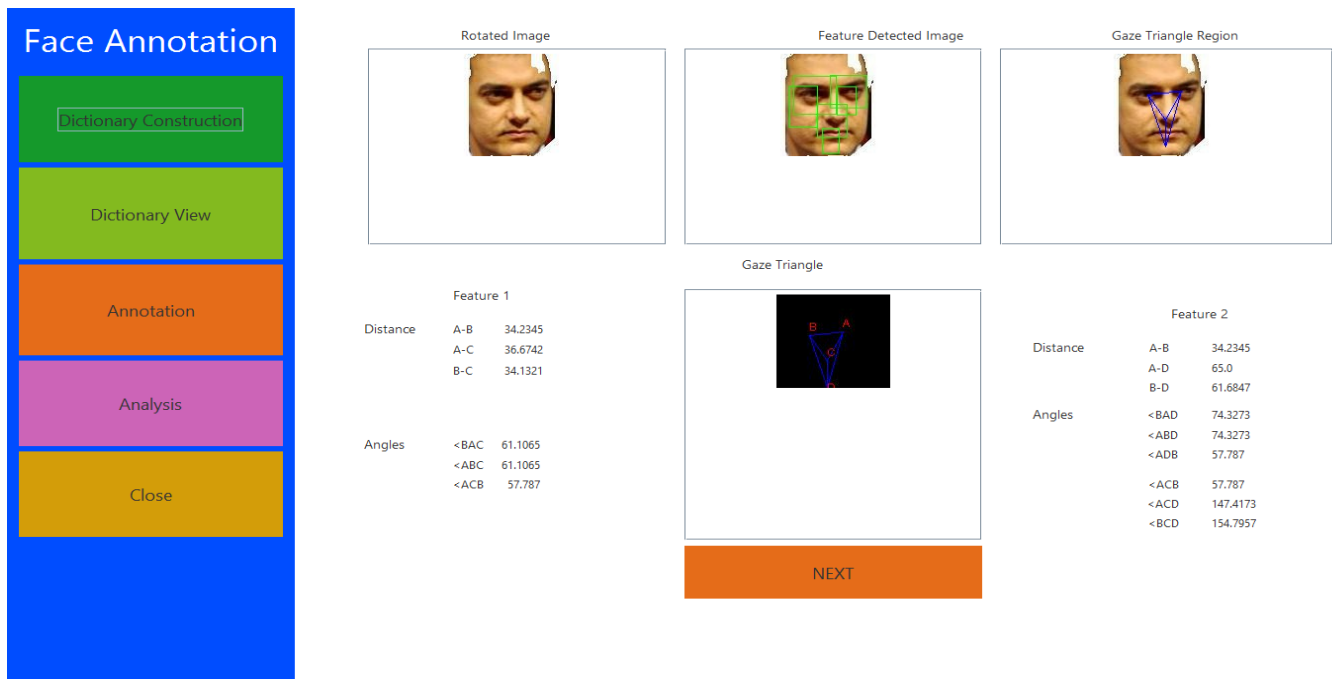 Face Annotation
Dictionary Construction
Dictionary View
Annotation
Analysis
Close
Rotated Image
Feature Detected Image
Gaze Triangle Region
Gaze Triangle
Feature 1
Distance A-B 34.2345
A-C 36.6742
B-C 34.1321
Angles <BAC 61.1065
<ABC 61.1065
<ACB 57.787
B A
C
D
NEXT
Feature 2
Distance A-B 34.2345
A-D 65.0
B-D 61.6847
Angles <BAD 74.3273
<ABD 74.3273
<ADB 57.787
<ACB 57.787
<ACD 147.4173
<BCD 154.7957